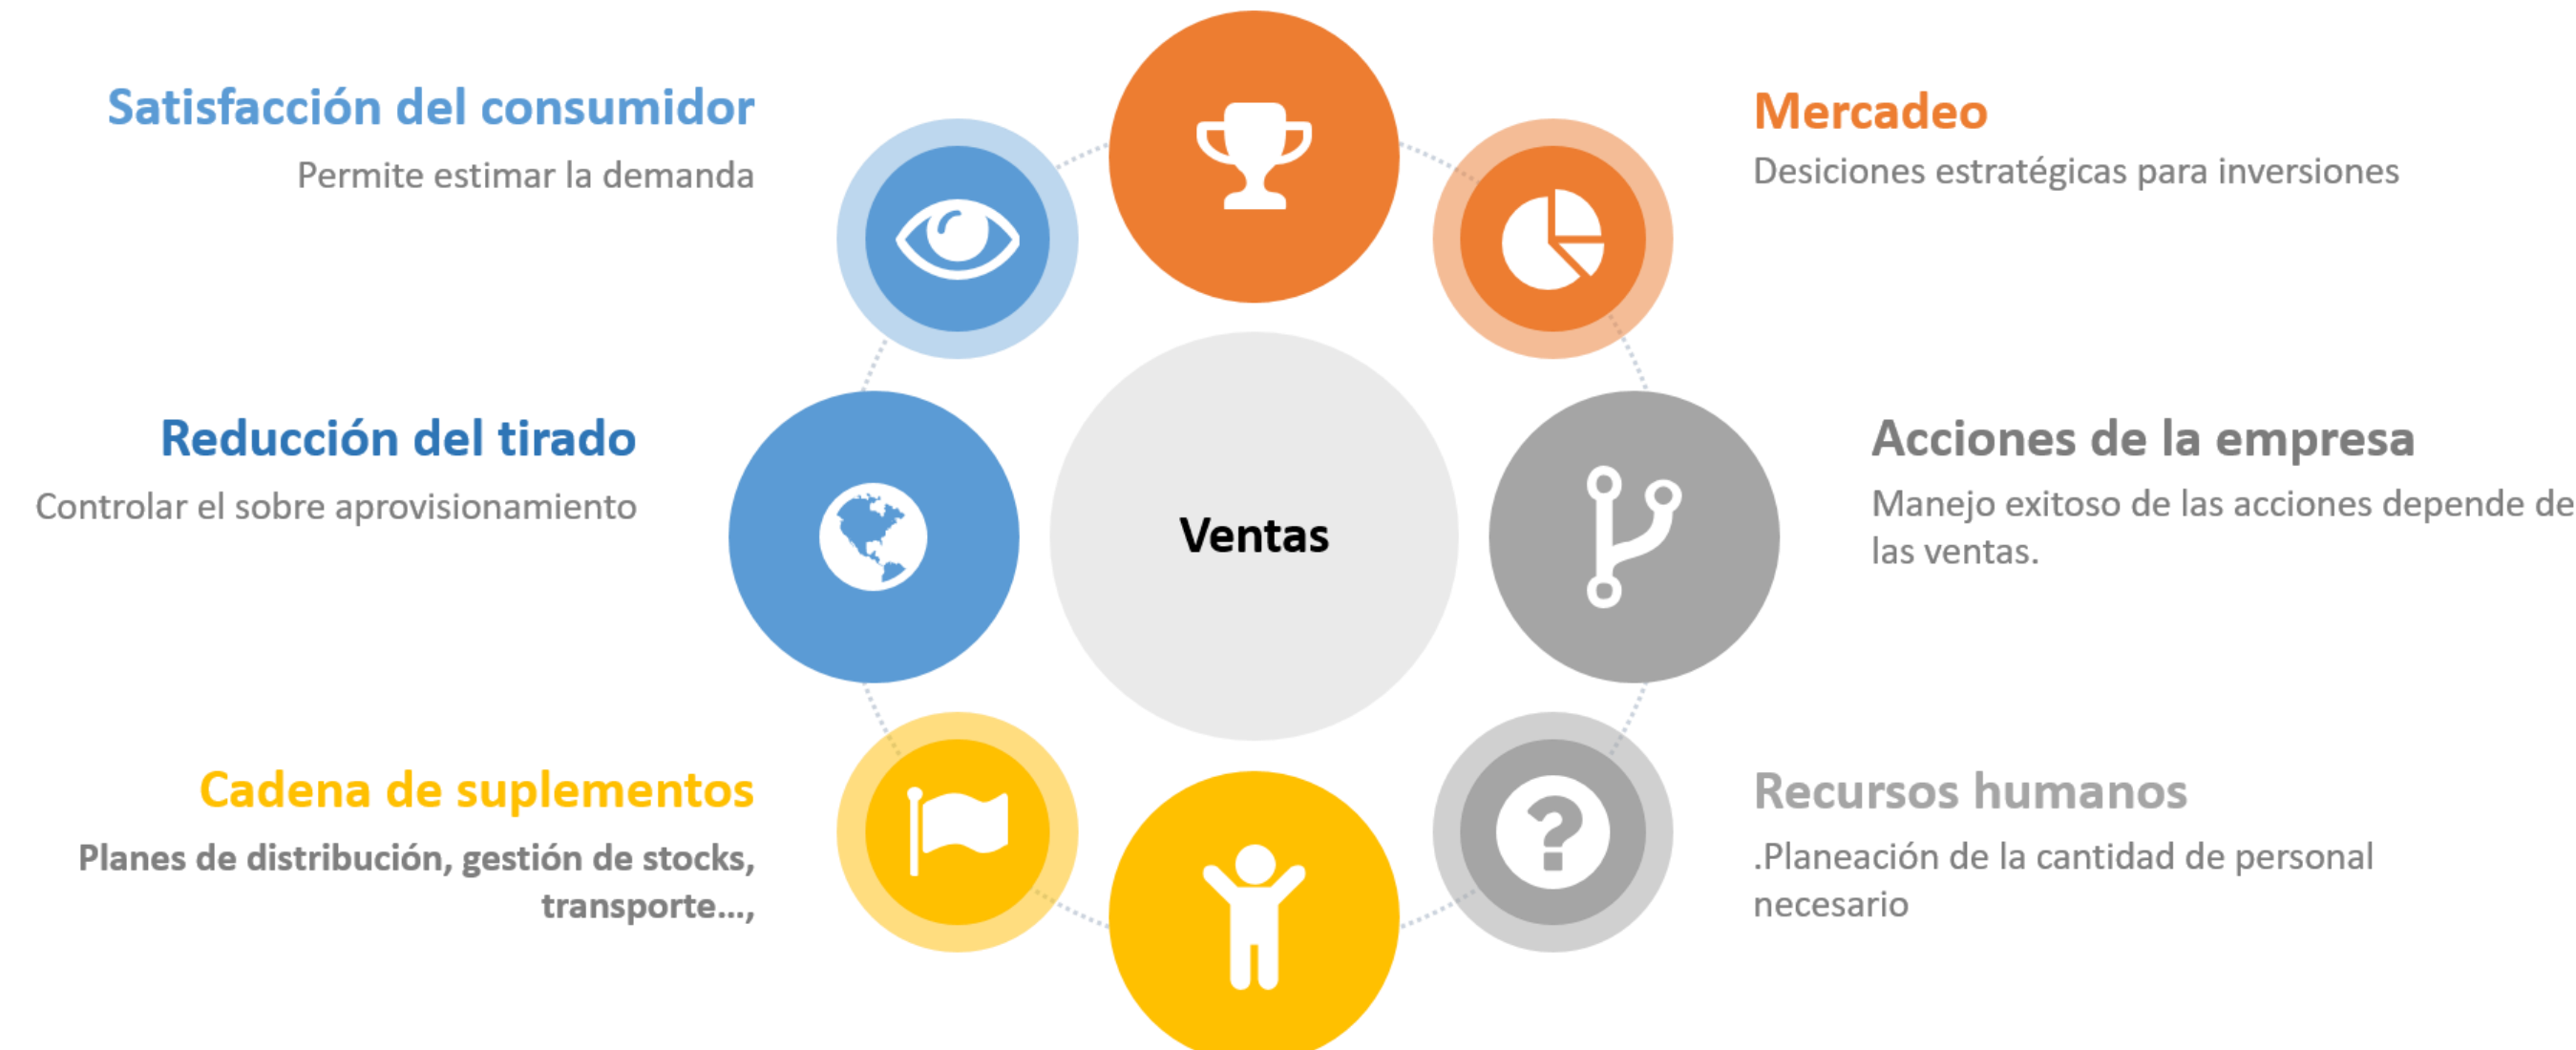 Satisfacción del consumidor
Permite estimar la demanda
Mercadeo
Desiciones estratégicas para inversiones
Reducción del tirado
Controlar el sobre aprovisionamiento
Ventas
Acciones de la empresa
Manejo exitoso de las acciones depende de
las ventas.
Cadena de suplementos
Planes de distribución, gestión de stocks,
transporte...,
Recursos humanos
.Planeación de la cantidad de personal
necesario